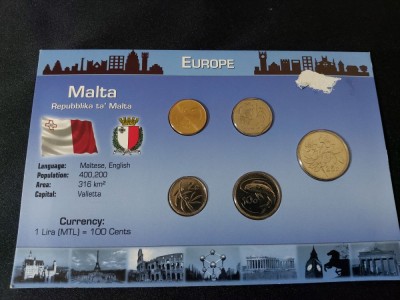 EUROPE
Malta
Repubblika ta' Malta
Language: Maltese, English
Population: 400,200
Area: 316 km²
Capital: Valletta
Currency:
1 Lira (MTL) = 100 Cents